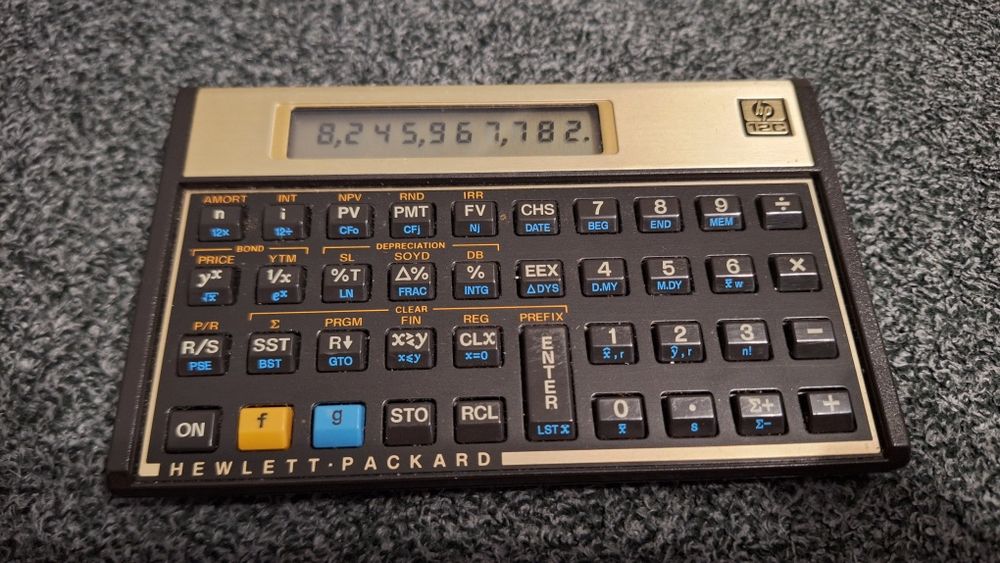 8,245,967,782.
hp
12C
AMORT INT NPV RND IRR
n i PV PMT FV CHS 7 8 9 ÷
12× 12÷ CFo CFj Nj DATE BEG END MEM
BOND DEPRECIATION
PRICE YTM SL SOYD DB
yˣ 1/x %T Δ% % EEX 4 5 6 ×
√x eˣ LN FRAC INTG ΔDYS D.MY M.DY x̄w
CLEAR
P/R Σ PRGM FIN REG PREFIX
R/S SST R↓ x≷y CLx ENTER 1 2 3 −
PSE BST GTO x≤y x=0 x̂,r ŷ,r n!
ON f g STO RCL 0 · Σ+ +
LSTx x̄ s Σ−
HEWLETT·PACKARD